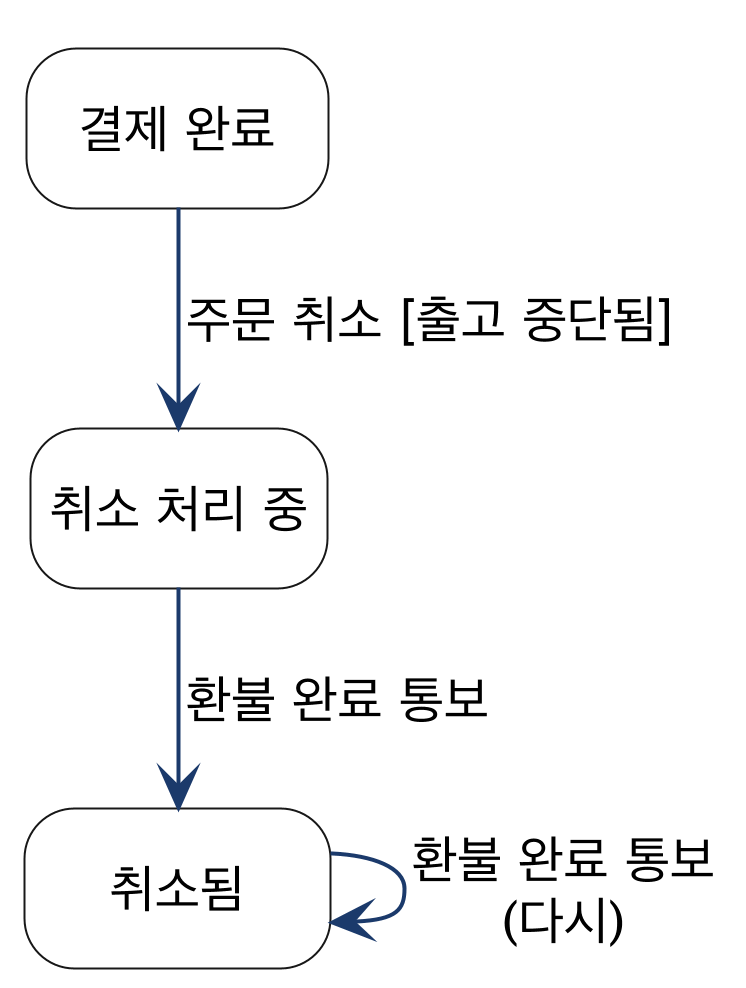 결제 완료
주문 취소 [출고 중단됨]
취소 처리 중
환불 완료 통보
취소됨
환불 완료 통보
(다시)